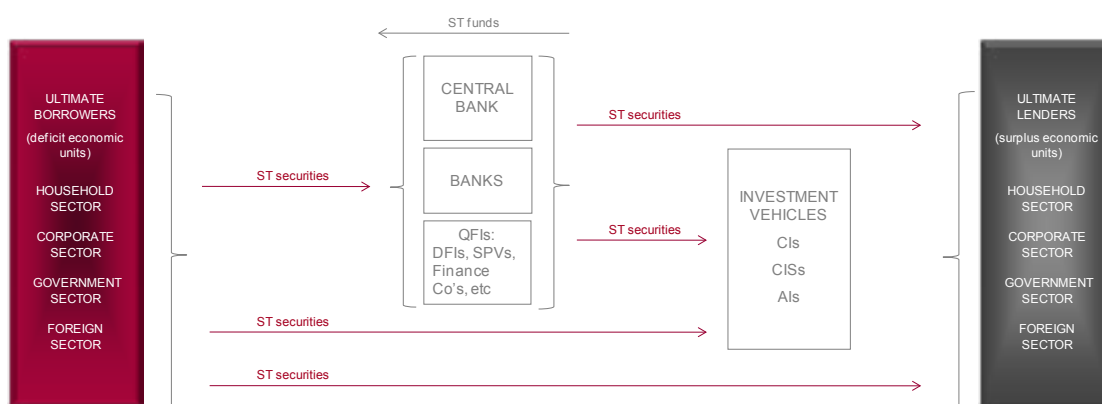 ST funds
ULTIMATE
BORROWERS
(deficit economic
units)
HOUSEHOLD
SECTOR
CORPORATE
SECTOR
GOVERNMENT
SECTOR
FOREIGN
SECTOR
ST securities
ST securities
ST securities
CENTRAL
BANK
BANKS
QFIs:
DFIs, SPVs,
Finance
Co's, etc
ST securities
ST securities
INVESTMENT
VEHICLES
CIs
CISs
AIs
ULTIMATE
LENDERS
(surplus economic
units)
HOUSEHOLD
SECTOR
CORPORATE
SECTOR
GOVERNMENT
SECTOR
FOREIGN
SECTOR